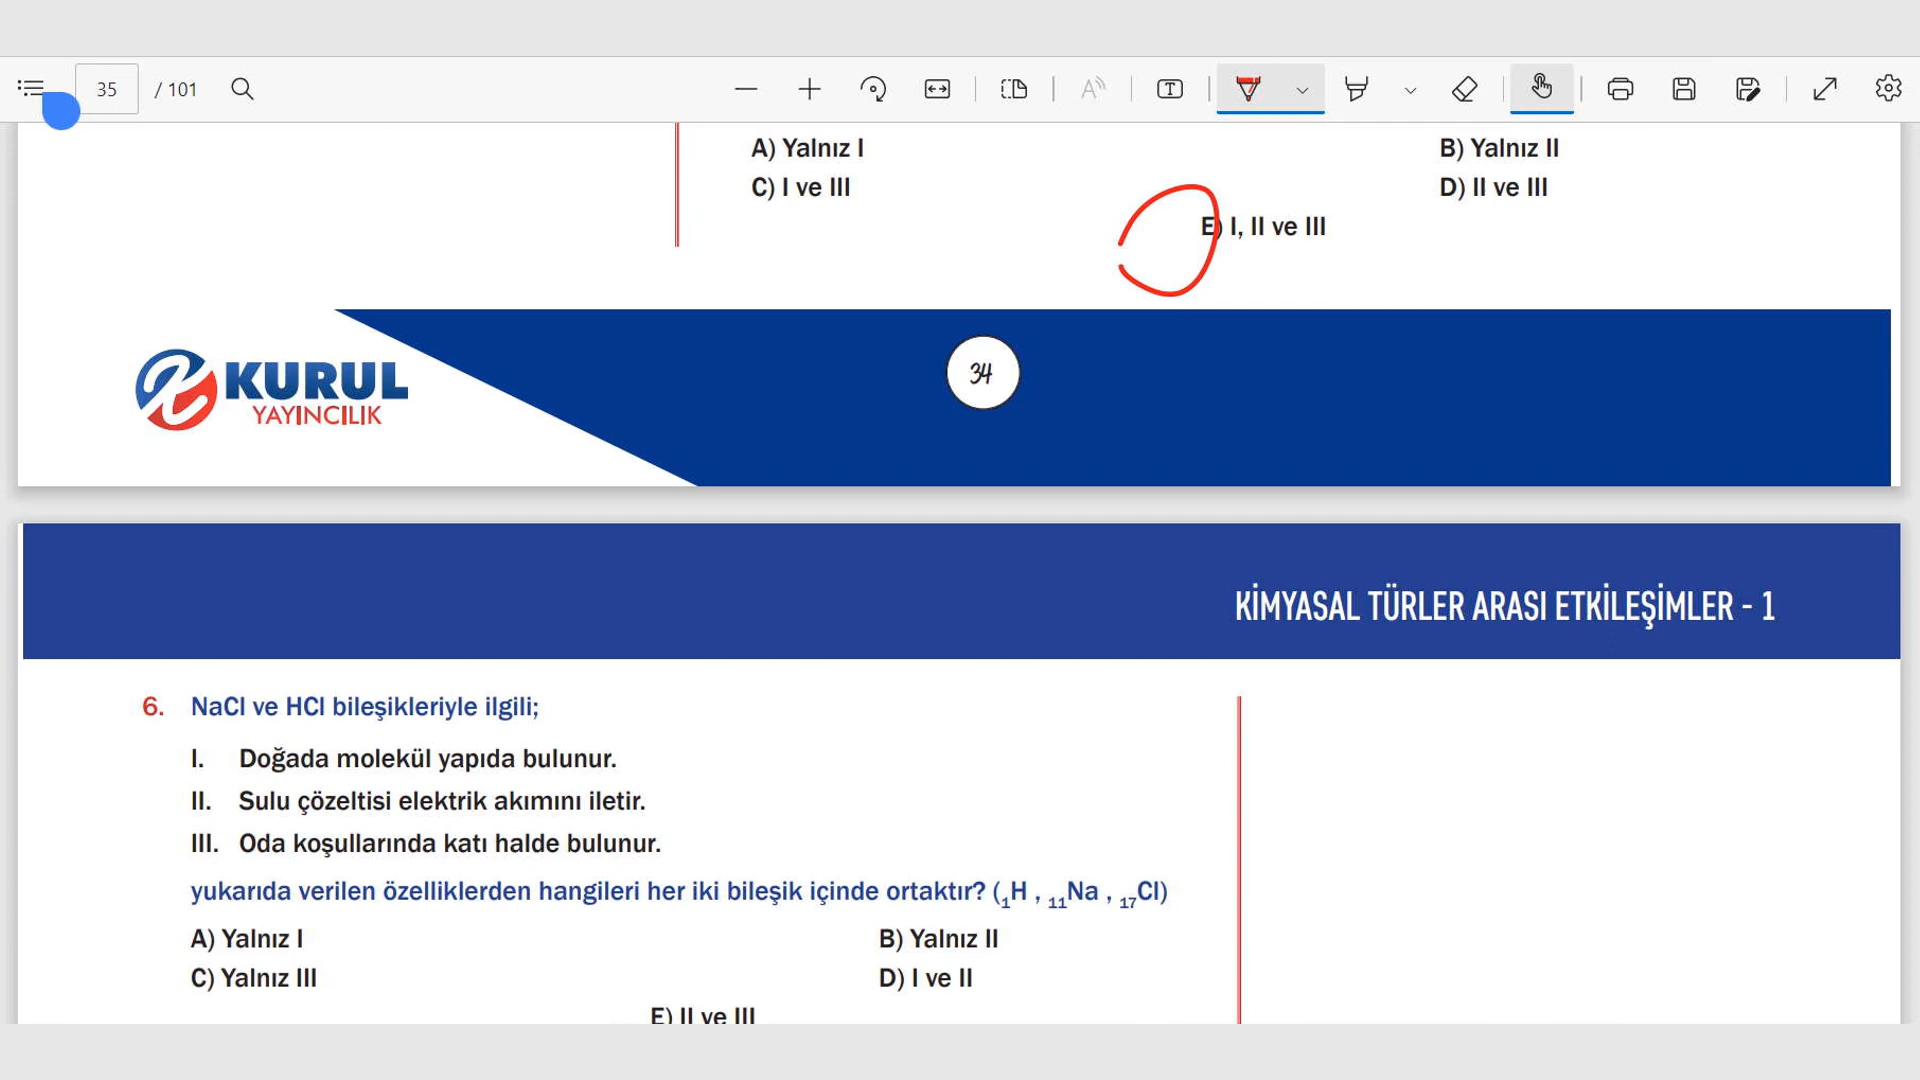 35 / 101
A) Yalnız I
B) Yalnız II
C) I ve III
D) II ve III
E) I, II ve III
KURUL
YAYINCILIK
34
KİMYASAL TÜRLER ARASI ETKİLEŞİMLER - 1
6. NaCl ve HCl bileşikleriyle ilgili;
I. Doğada molekül yapıda bulunur.
II. Sulu çözeltisi elektrik akımını iletir.
III. Oda koşullarında katı halde bulunur.
yukarıda verilen özelliklerden hangileri her iki bileşik içinde ortaktır? (₁H , ₁₁Na , ₁₇Cl)
A) Yalnız I
B) Yalnız II
C) Yalnız III
D) I ve II
E) II ve III